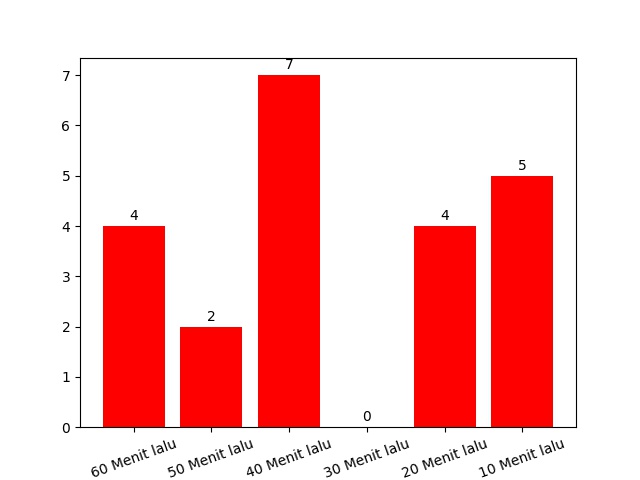 7
6
5
4
3
2
1
0
4
2
7
0
4
5
60 Menit lalu
50 Menit lalu
40 Menit lalu
30 Menit lalu
20 Menit lalu
10 Menit lalu